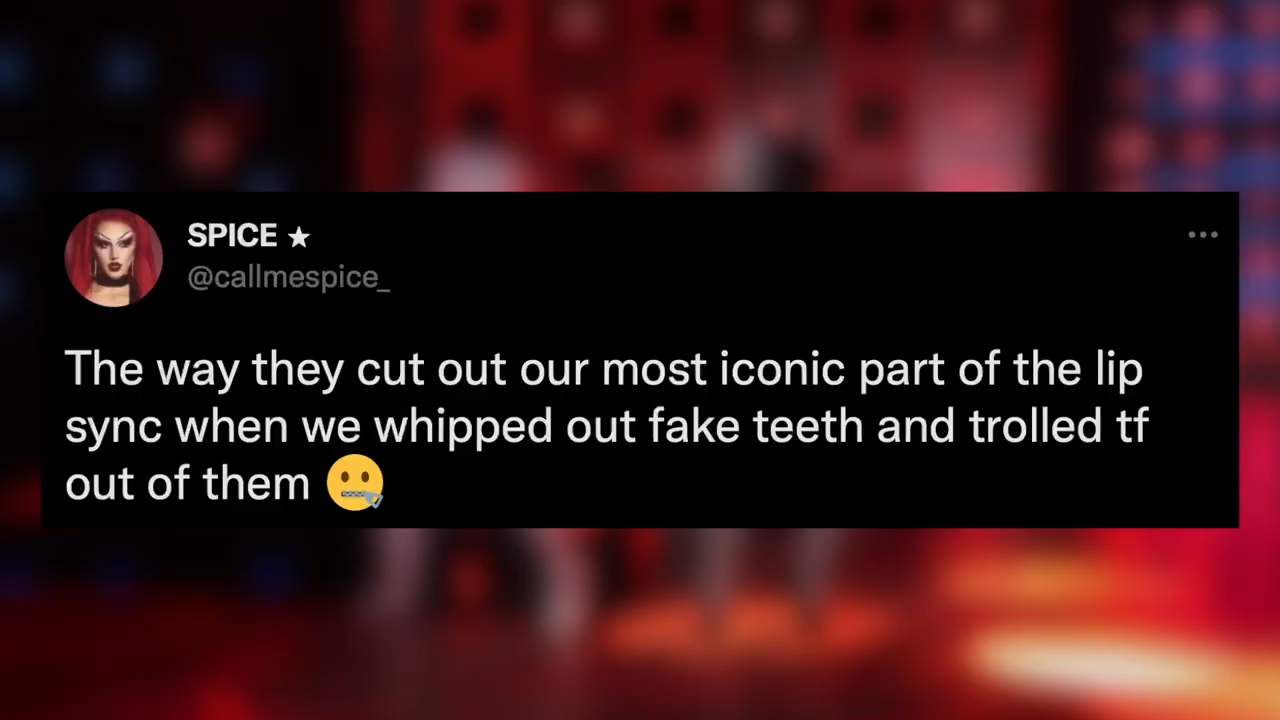 SPICE ★
@callmespice_
The way they cut out our most iconic part of the lip
sync when we whipped out fake teeth and trolled tf
out of them 🤐